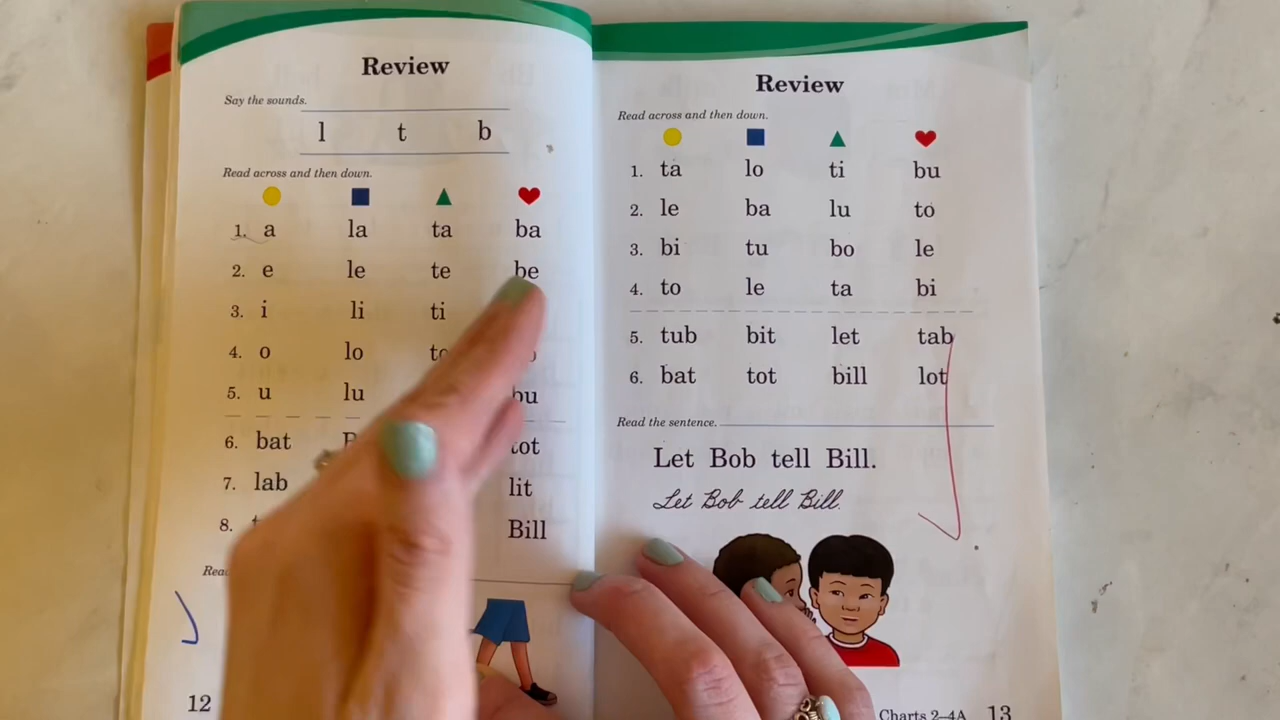 Review
Say the sounds.
l t b
Read across and then down.
1. a la ta ba
2. e le te be
3. i li ti
4. o lo
5. u lu bu
6. bat tot
7. lab lit
8. Bill
12
Review
Read across and then down.
1. ta lo ti bu
2. le ba lu to
3. bi tu bo le
4. to le ta bi
5. tub bit let tab
6. bat tot bill lot
Read the sentence.
Let Bob tell Bill.
Let Bob tell Bill.
Charts 2–4A 13